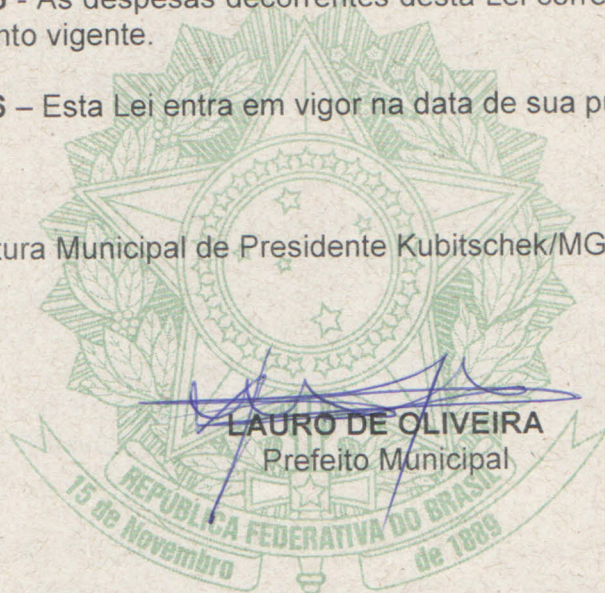 - As despesas decorrentes desta Lei
nto vigente.
6 – Esta Lei entra em vigor na data de sua
tura Municipal de Presidente Kubitschek/MG
LAURO DE OLIVEIRA
Prefeito Municipal
REPÚBLICA FEDERATIVA DO BRASIL
15 de Novembro de 1889